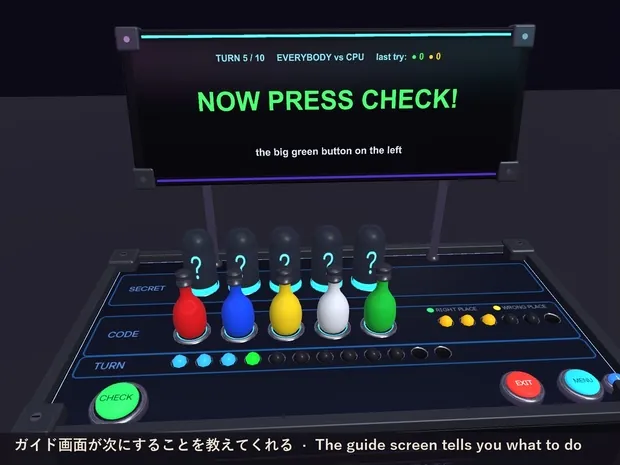 TURN 5 / 10 EVERYBODY vs CPU last try: ● 0 ● 0
NOW PRESS CHECK!
the big green button on the left
? ? ? ? ?
SECRET
RIGHT PLACE WRONG PLACE
CODE
TURN
CHECK
EXIT
MENU
ガイド画面が次にすることを教えてくれる · The guide screen tells you what to do